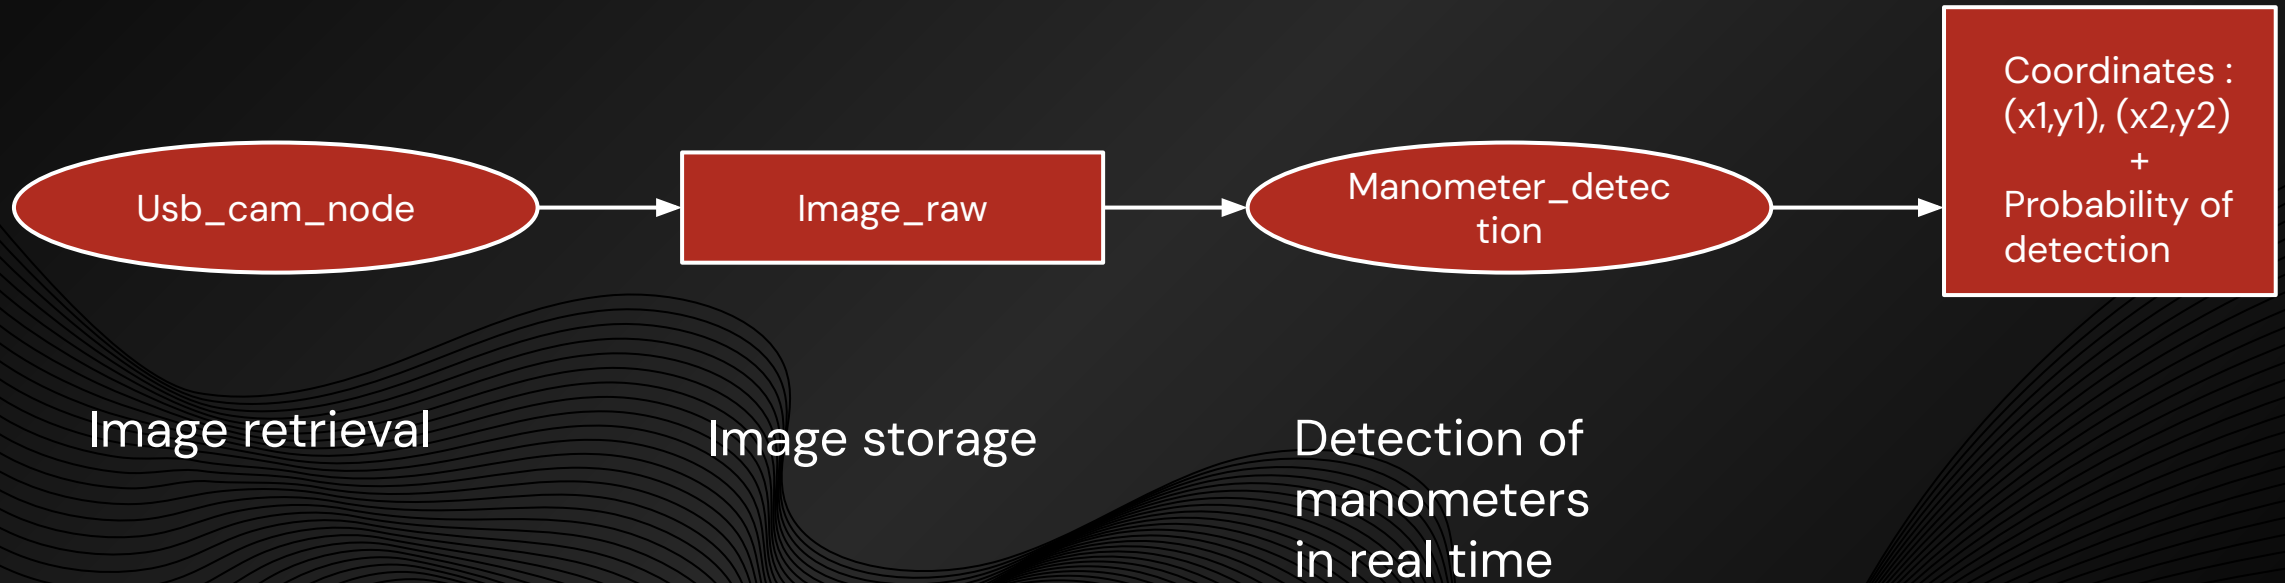 Usb_cam_node
Image_raw
Manometer_detec
tion
Coordinates :
(x1,y1), (x2,y2)
+
Probability of
detection
Image retrieval
Image storage
Detection of
manometers
in real time